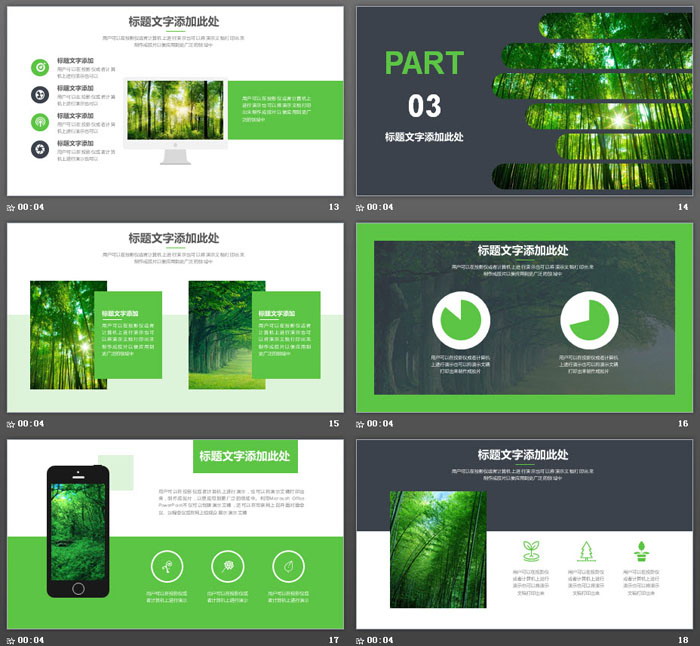 标题文字添加此处
用户可以在投影仪或者计算机上进行演示也可以将演示文稿打印出来
制作成胶片以便应用到更广泛的领域中
标题文字添加
用户可以在投影仪或者计算
机上进行演示也可以
标题文字添加
用户可以在投影仪或者计算
机上进行演示也可以
标题文字添加
用户可以在投影仪或者计算
机上进行演示也可以
标题文字添加
用户可以在投影仪或者计算
机上进行演示也可以
用户可以在投影仪或者计算机上
进行演示也可以将演示文稿打印
出来制作成胶片以便应用到更广
泛的领域中
00:04
13
PART
03
标题文字添加此处
00:04
14
标题文字添加此处
用户可以在投影仪或者计算机上进行演示也可以将演示文稿打印出来
制作成胶片以便应用到更广泛的领域中
标题文字添加
用户可以在投影仪或者
计算机上进行演示也可
以将演示文稿打印出来
制作成胶片以便应用到
更广泛的领域中
标题文字添加
用户可以在投影仪或者
计算机上进行演示也可
以将演示文稿打印出来
制作成胶片以便应用到
更广泛的领域中
00:04
15
标题文字添加此处
用户可以在投影仪或者计算机上进行演示也可以将演示文稿打印出来
制作成胶片以便应用到更广泛的领域中
用户可以在投影仪或者计算机
上进行演示也可以将演示文稿
打印出来制作成胶片
用户可以在投影仪或者计算机
上进行演示也可以将演示文稿
打印出来制作成胶片
00:04
16
标题文字添加此处
用户可以在投影仪或者计算机上进行演示，也可以将演示文稿打印出
来，制作成胶片，以便应用到更广泛的领域中。利用Microsoft Office
PowerPoint不仅可以创建演示文稿，还可以在互联网上召开面对面会
议、远程会议或在网上给观众展示演示文稿
用户可以在投影仪或
者计算机上进行演示
用户可以在投影仪或
者计算机上进行演示
用户可以在投影仪或
者计算机上进行演示
00:04
17
标题文字添加此处
用户可以在投影仪或者计算机上进行演示也可以将演示文稿打印出来
制作成胶片以便应用到更广泛的领域中
用户可以在投影仪
或者计算机上进行
演示也可以将演示
文稿打印出来
用户可以在投影仪
或者计算机上进行
演示也可以将演示
文稿打印出来
用户可以在投影仪
或者计算机上进行
演示也可以将演示
文稿打印出来
00:04
18